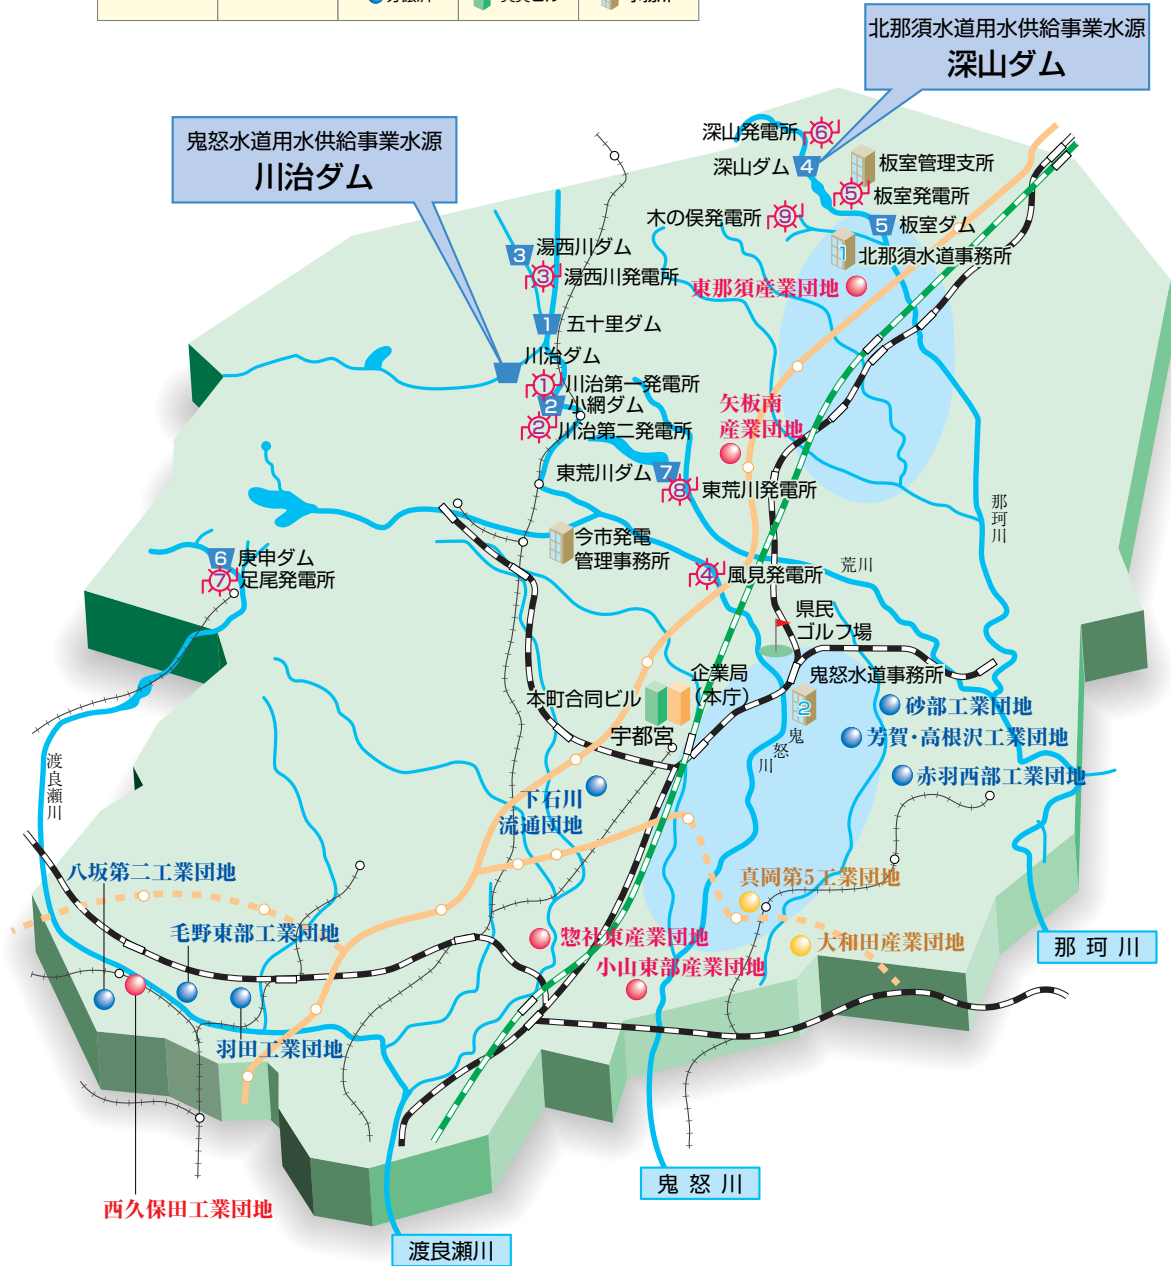 北那須水道用水供給事業水源
深山ダム
鬼怒水道用水供給事業水源
川治ダム
深山発電所
6
深山ダム
4
板室管理支所
5
板室発電所
木の俣発電所
9
5
板室ダム
1
北那須水道事務所
東那須産業団地
3
湯西川ダム
3
湯西川発電所
1
五十里ダム
川治ダム
1
川治第一発電所
2
小網ダム
2
川治第二発電所
矢板南
産業団地
東荒川ダム
7
8
東荒川発電所
那珂川
今市発電
管理事務所
荒川
4
風見発電所
6
庚申ダム
7
足尾発電所
県民
ゴルフ場
企業局
(本庁)
本町合同ビル
宇都宮
鬼怒水道事務所
2
鬼怒川
砂部工業団地
芳賀・高根沢工業団地
赤羽西部工業団地
渡良瀬川
下石川
流通団地
八坂第二工業団地
毛野東部工業団地
羽田工業団地
真岡第5工業団地
大和田産業団地
惣社東産業団地
小山東部産業団地
那珂川
西久保田工業団地
鬼怒川
渡良瀬川